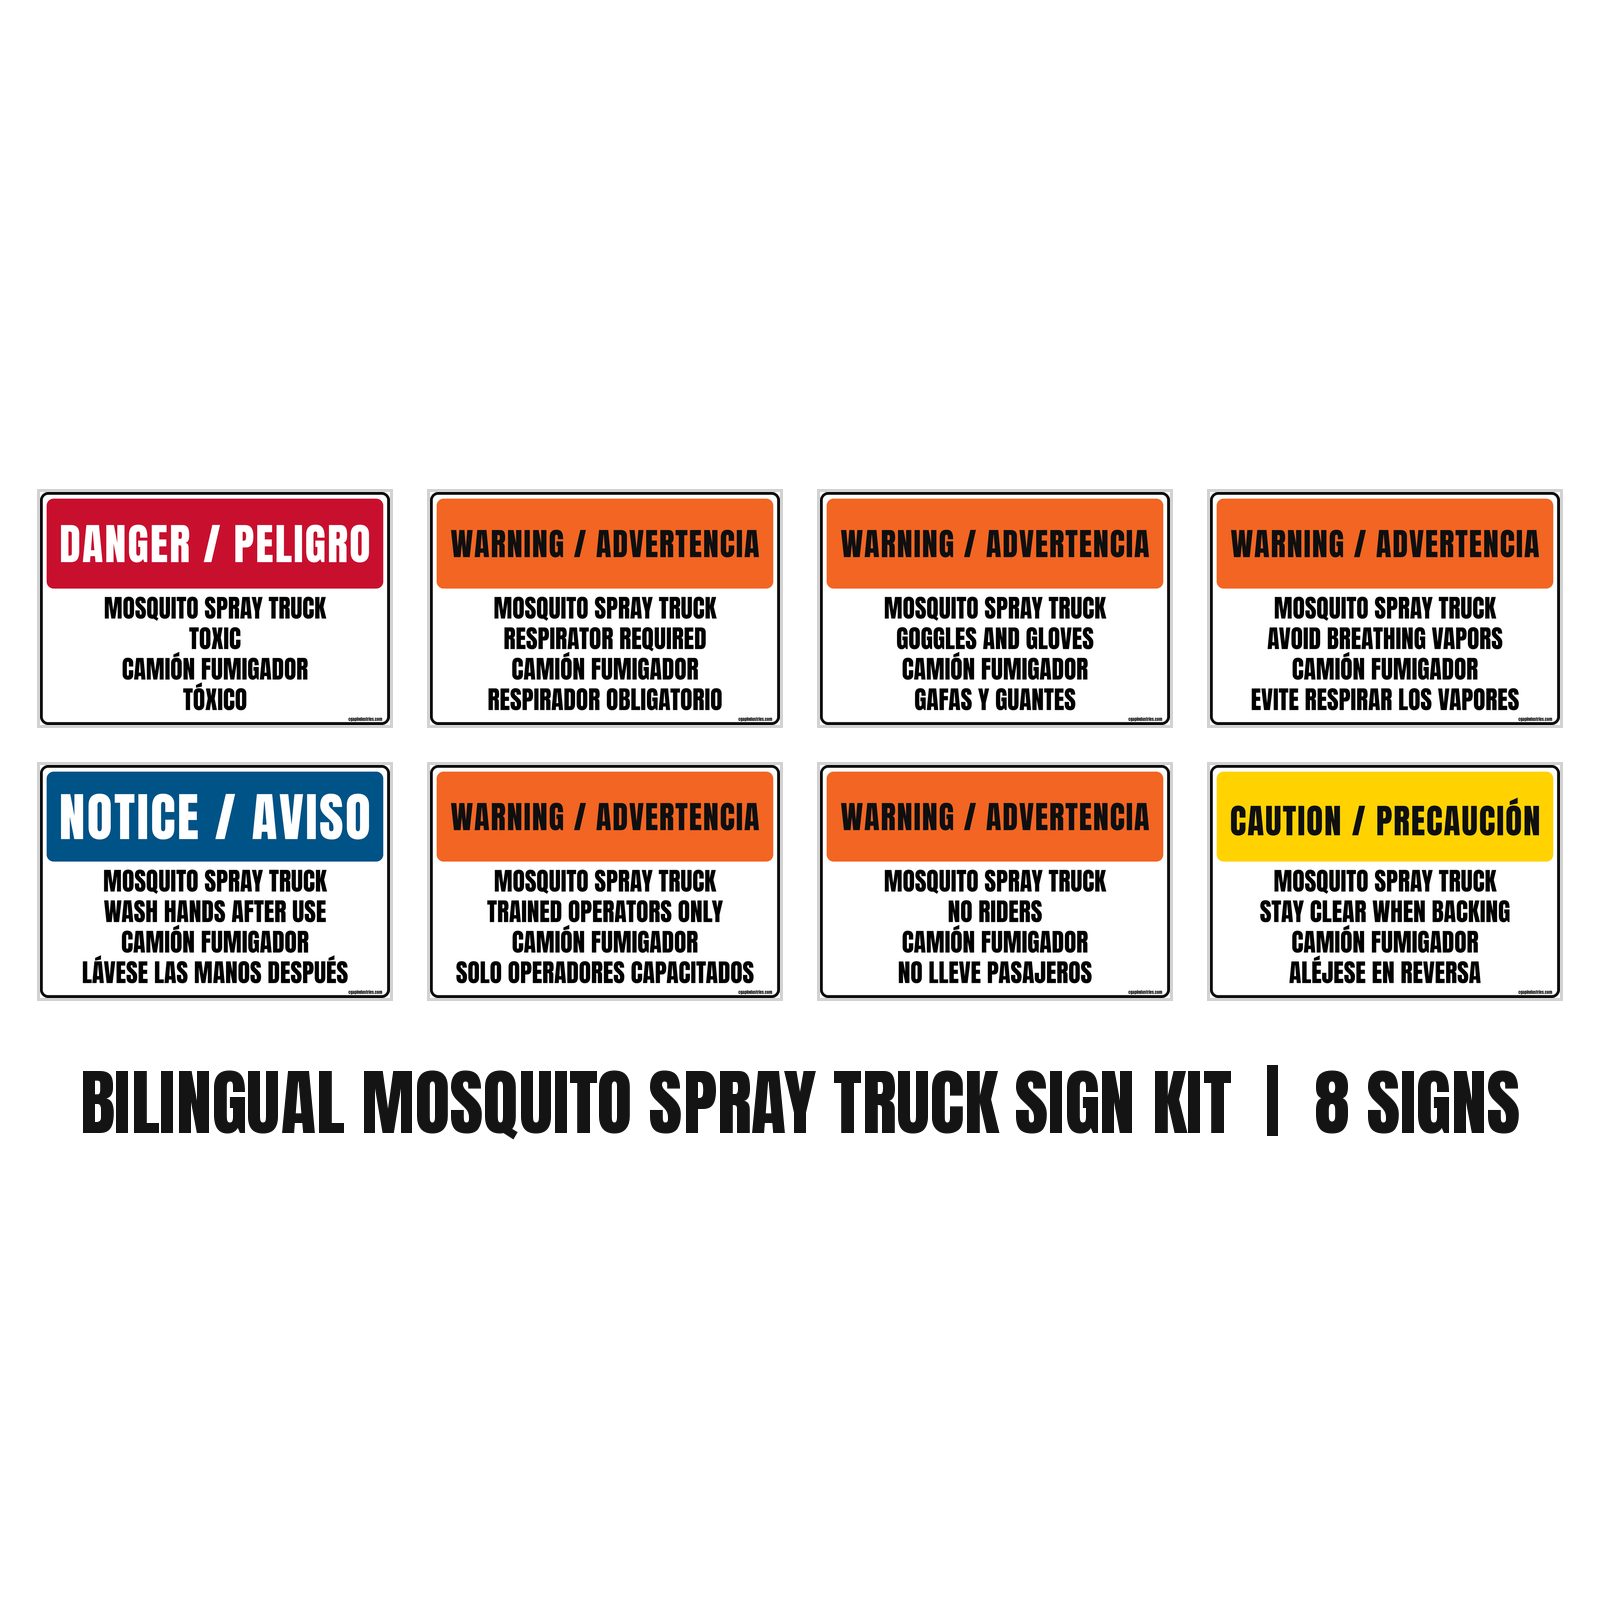 DANGER / PELIGRO
MOSQUITO SPRAY TRUCK
TOXIC
CAMIÓN FUMIGADOR
TÓXICO
WARNING / ADVERTENCIA
MOSQUITO SPRAY TRUCK
RESPIRATOR REQUIRED
CAMIÓN FUMIGADOR
RESPIRADOR OBLIGATORIO
WARNING / ADVERTENCIA
MOSQUITO SPRAY TRUCK
GOGGLES AND GLOVES
CAMIÓN FUMIGADOR
GAFAS Y GUANTES
WARNING / ADVERTENCIA
MOSQUITO SPRAY TRUCK
AVOID BREATHING VAPORS
CAMIÓN FUMIGADOR
EVITE RESPIRAR LOS VAPORES
NOTICE / AVISO
MOSQUITO SPRAY TRUCK
WASH HANDS AFTER USE
CAMIÓN FUMIGADOR
LÁVESE LAS MANOS DESPUÉS
WARNING / ADVERTENCIA
MOSQUITO SPRAY TRUCK
TRAINED OPERATORS ONLY
CAMIÓN FUMIGADOR
SOLO OPERADORES CAPACITADOS
WARNING / ADVERTENCIA
MOSQUITO SPRAY TRUCK
NO RIDERS
CAMIÓN FUMIGADOR
NO LLEVE PASAJEROS
CAUTION / PRECAUCIÓN
MOSQUITO SPRAY TRUCK
STAY CLEAR WHEN BACKING
CAMIÓN FUMIGADOR
ALÉJESE EN REVERSA
BILINGUAL MOSQUITO SPRAY TRUCK SIGN KIT | 8 SIGNS